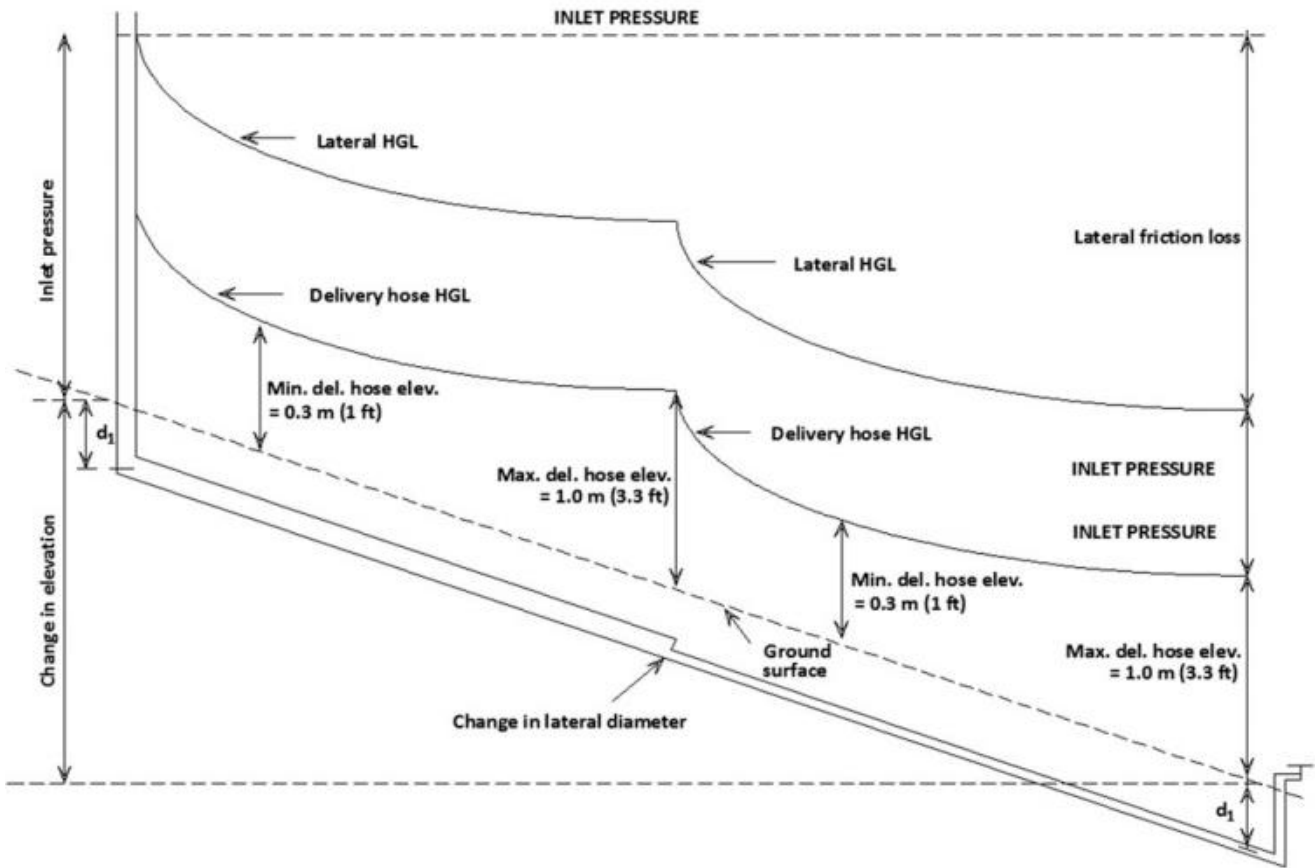 INLET PRESSURE
Lateral HGL
Inlet pressure
Lateral friction loss
Lateral HGL
Delivery hose HGL
Min. del. hose elev.
= 0.3 m (1 ft)
d₁
Delivery hose HGL
Max. del. hose elev.
= 1.0 m (3.3 ft)
INLET PRESSURE
INLET PRESSURE
Min. del. hose elev.
= 0.3 m (1 ft)
Change in elevation
Ground
surface
Max. del. hose elev.
= 1.0 m (3.3 ft)
Change in lateral diameter
d₁